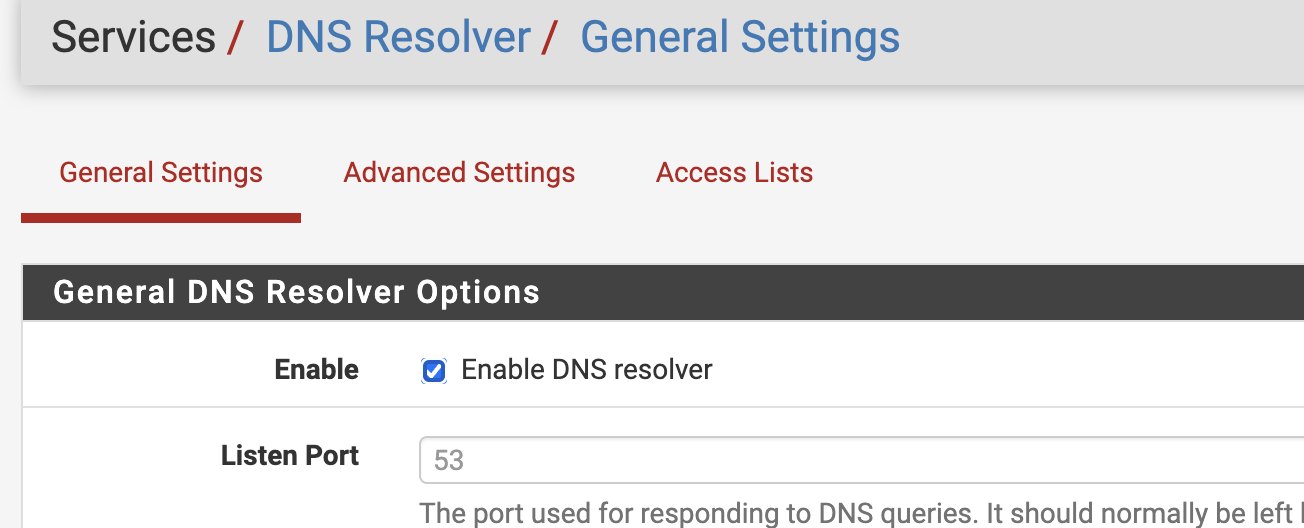 Services / DNS Resolver / General Settings
General Settings Advanced Settings Access Lists
General DNS Resolver Options
Enable Enable DNS resolver
Listen Port 53
The port used for responding to DNS queries. It should normally be left